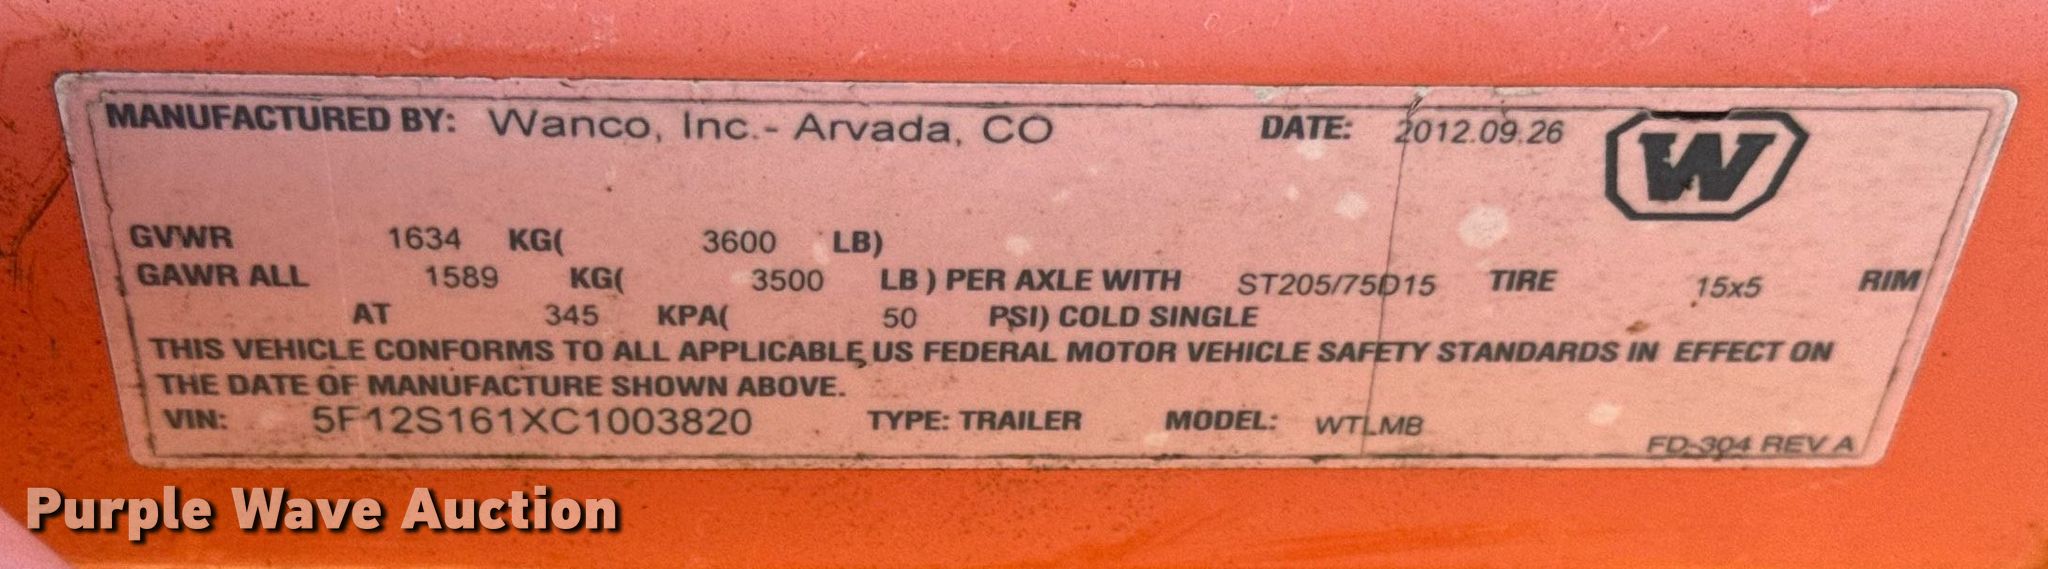 MANUFACTURED BY: Wanco, Inc.- Arvada, CO DATE: 2012.09.26 W
GVWR 1634 KG( 3600 LB)
GAWR ALL 1589 KG( 3500 LB) PER AXLE WITH ST205/75D15 TIRE 15x5 RIM
AT 345 KPA( 50 PSI) COLD SINGLE
THIS VEHICLE CONFORMS TO ALL APPLICABLE US FEDERAL MOTOR VEHICLE SAFETY STANDARDS IN EFFECT ON
THE DATE OF MANUFACTURE SHOWN ABOVE.
VIN: 5F12S161XC1003820 TYPE: TRAILER MODEL: WTLMB
FD-304 REV A
Purple Wave Auction